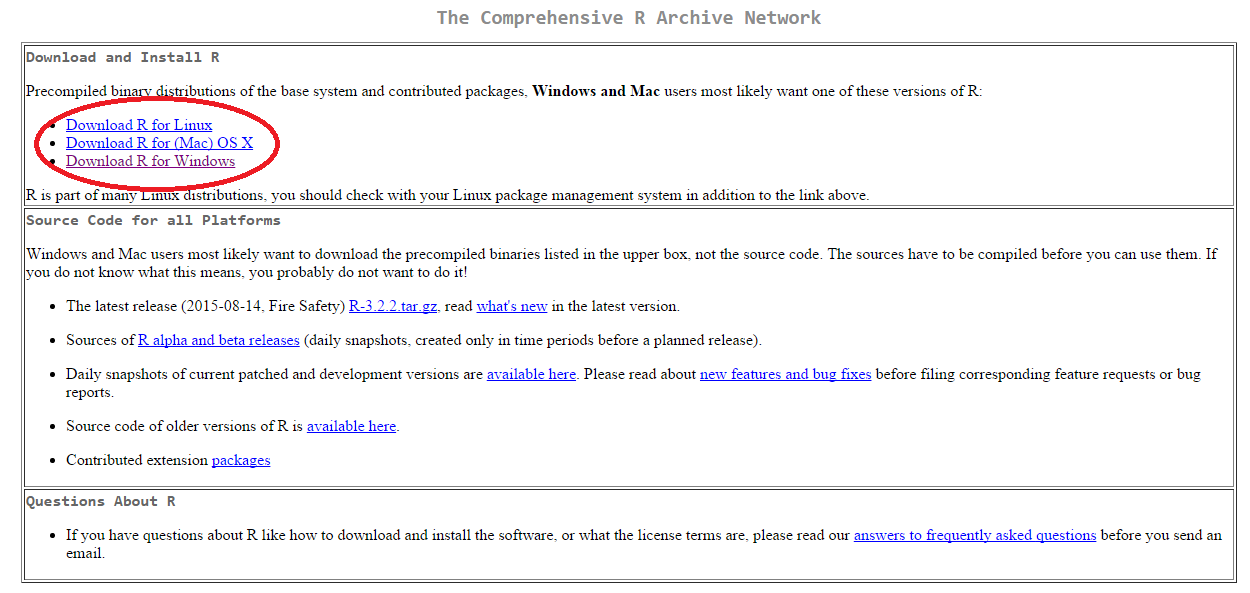 The Comprehensive R Archive Network
Download and Install R
Precompiled binary distributions of the base system and contributed packages, Windows and Mac users most likely want one of these versions of R:
Download R for Linux
Download R for (Mac) OS X
Download R for Windows
R is part of many Linux distributions, you should check with your Linux package management system in addition to the link above.
Source Code for all Platforms
Windows and Mac users most likely want to download the precompiled binaries listed in the upper box, not the source code. The sources have to be compiled before you can use them. If
you do not know what this means, you probably do not want to do it!
The latest release (2015-08-14, Fire Safety) R-3.2.2.tar.gz, read what's new in the latest version.
Sources of R alpha and beta releases (daily snapshots, created only in time periods before a planned release).
Daily snapshots of current patched and development versions are available here. Please read about new features and bug fixes before filing corresponding feature requests or bug
reports.
Source code of older versions of R is available here.
Contributed extension packages
Questions About R
If you have questions about R like how to download and install the software, or what the license terms are, please read our answers to frequently asked questions before you send an
email.